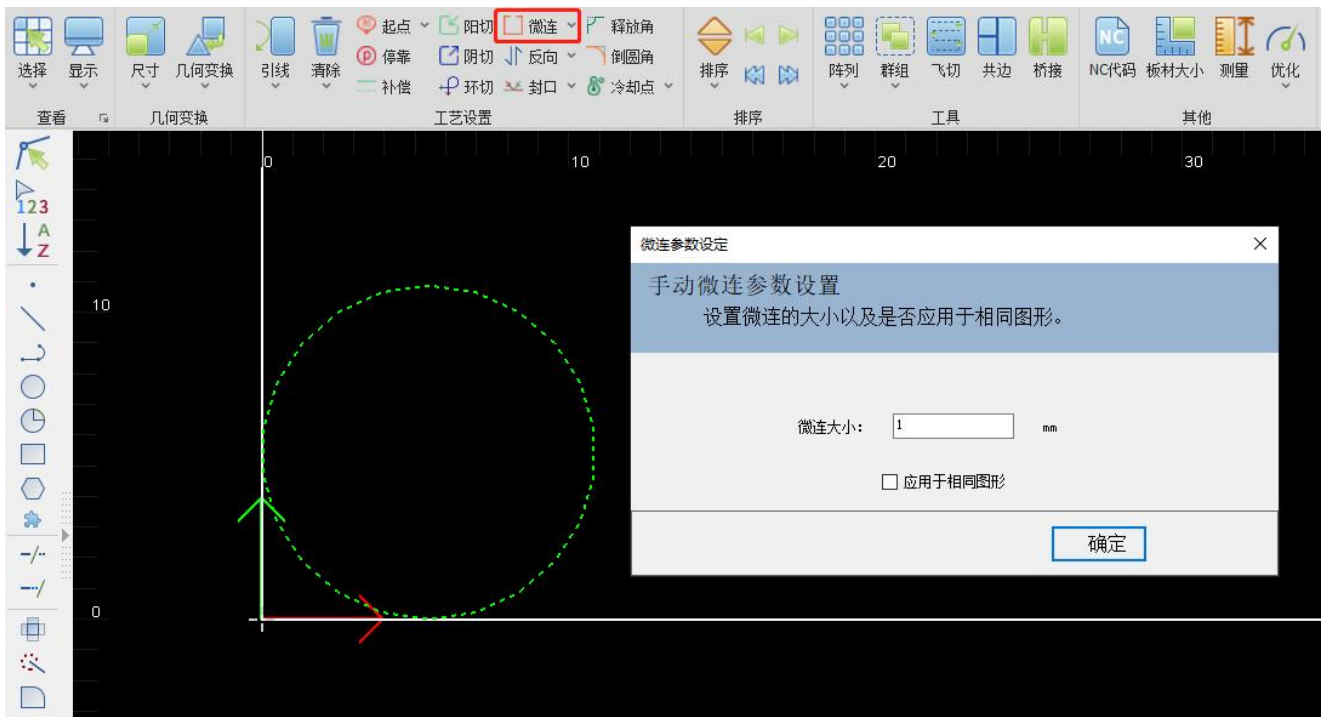 起点 阳切 微连 释放角
停靠 阴切 反向 倒圆角
补偿 环切 封口 冷却点
选择 显示 尺寸 几何变换 引线 清除 排序 阵列 群组 飞切 共边 桥接 NC NC代码 板材大小 测量 优化
查看 几何变换 工艺设置 排序 工具 其他
0 10 20 30
123
A
Z
10
0
微连参数设定
手动微连参数设置
设置微连的大小以及是否应用于相同图形。
微连大小: 1 mm
应用于相同图形
确定